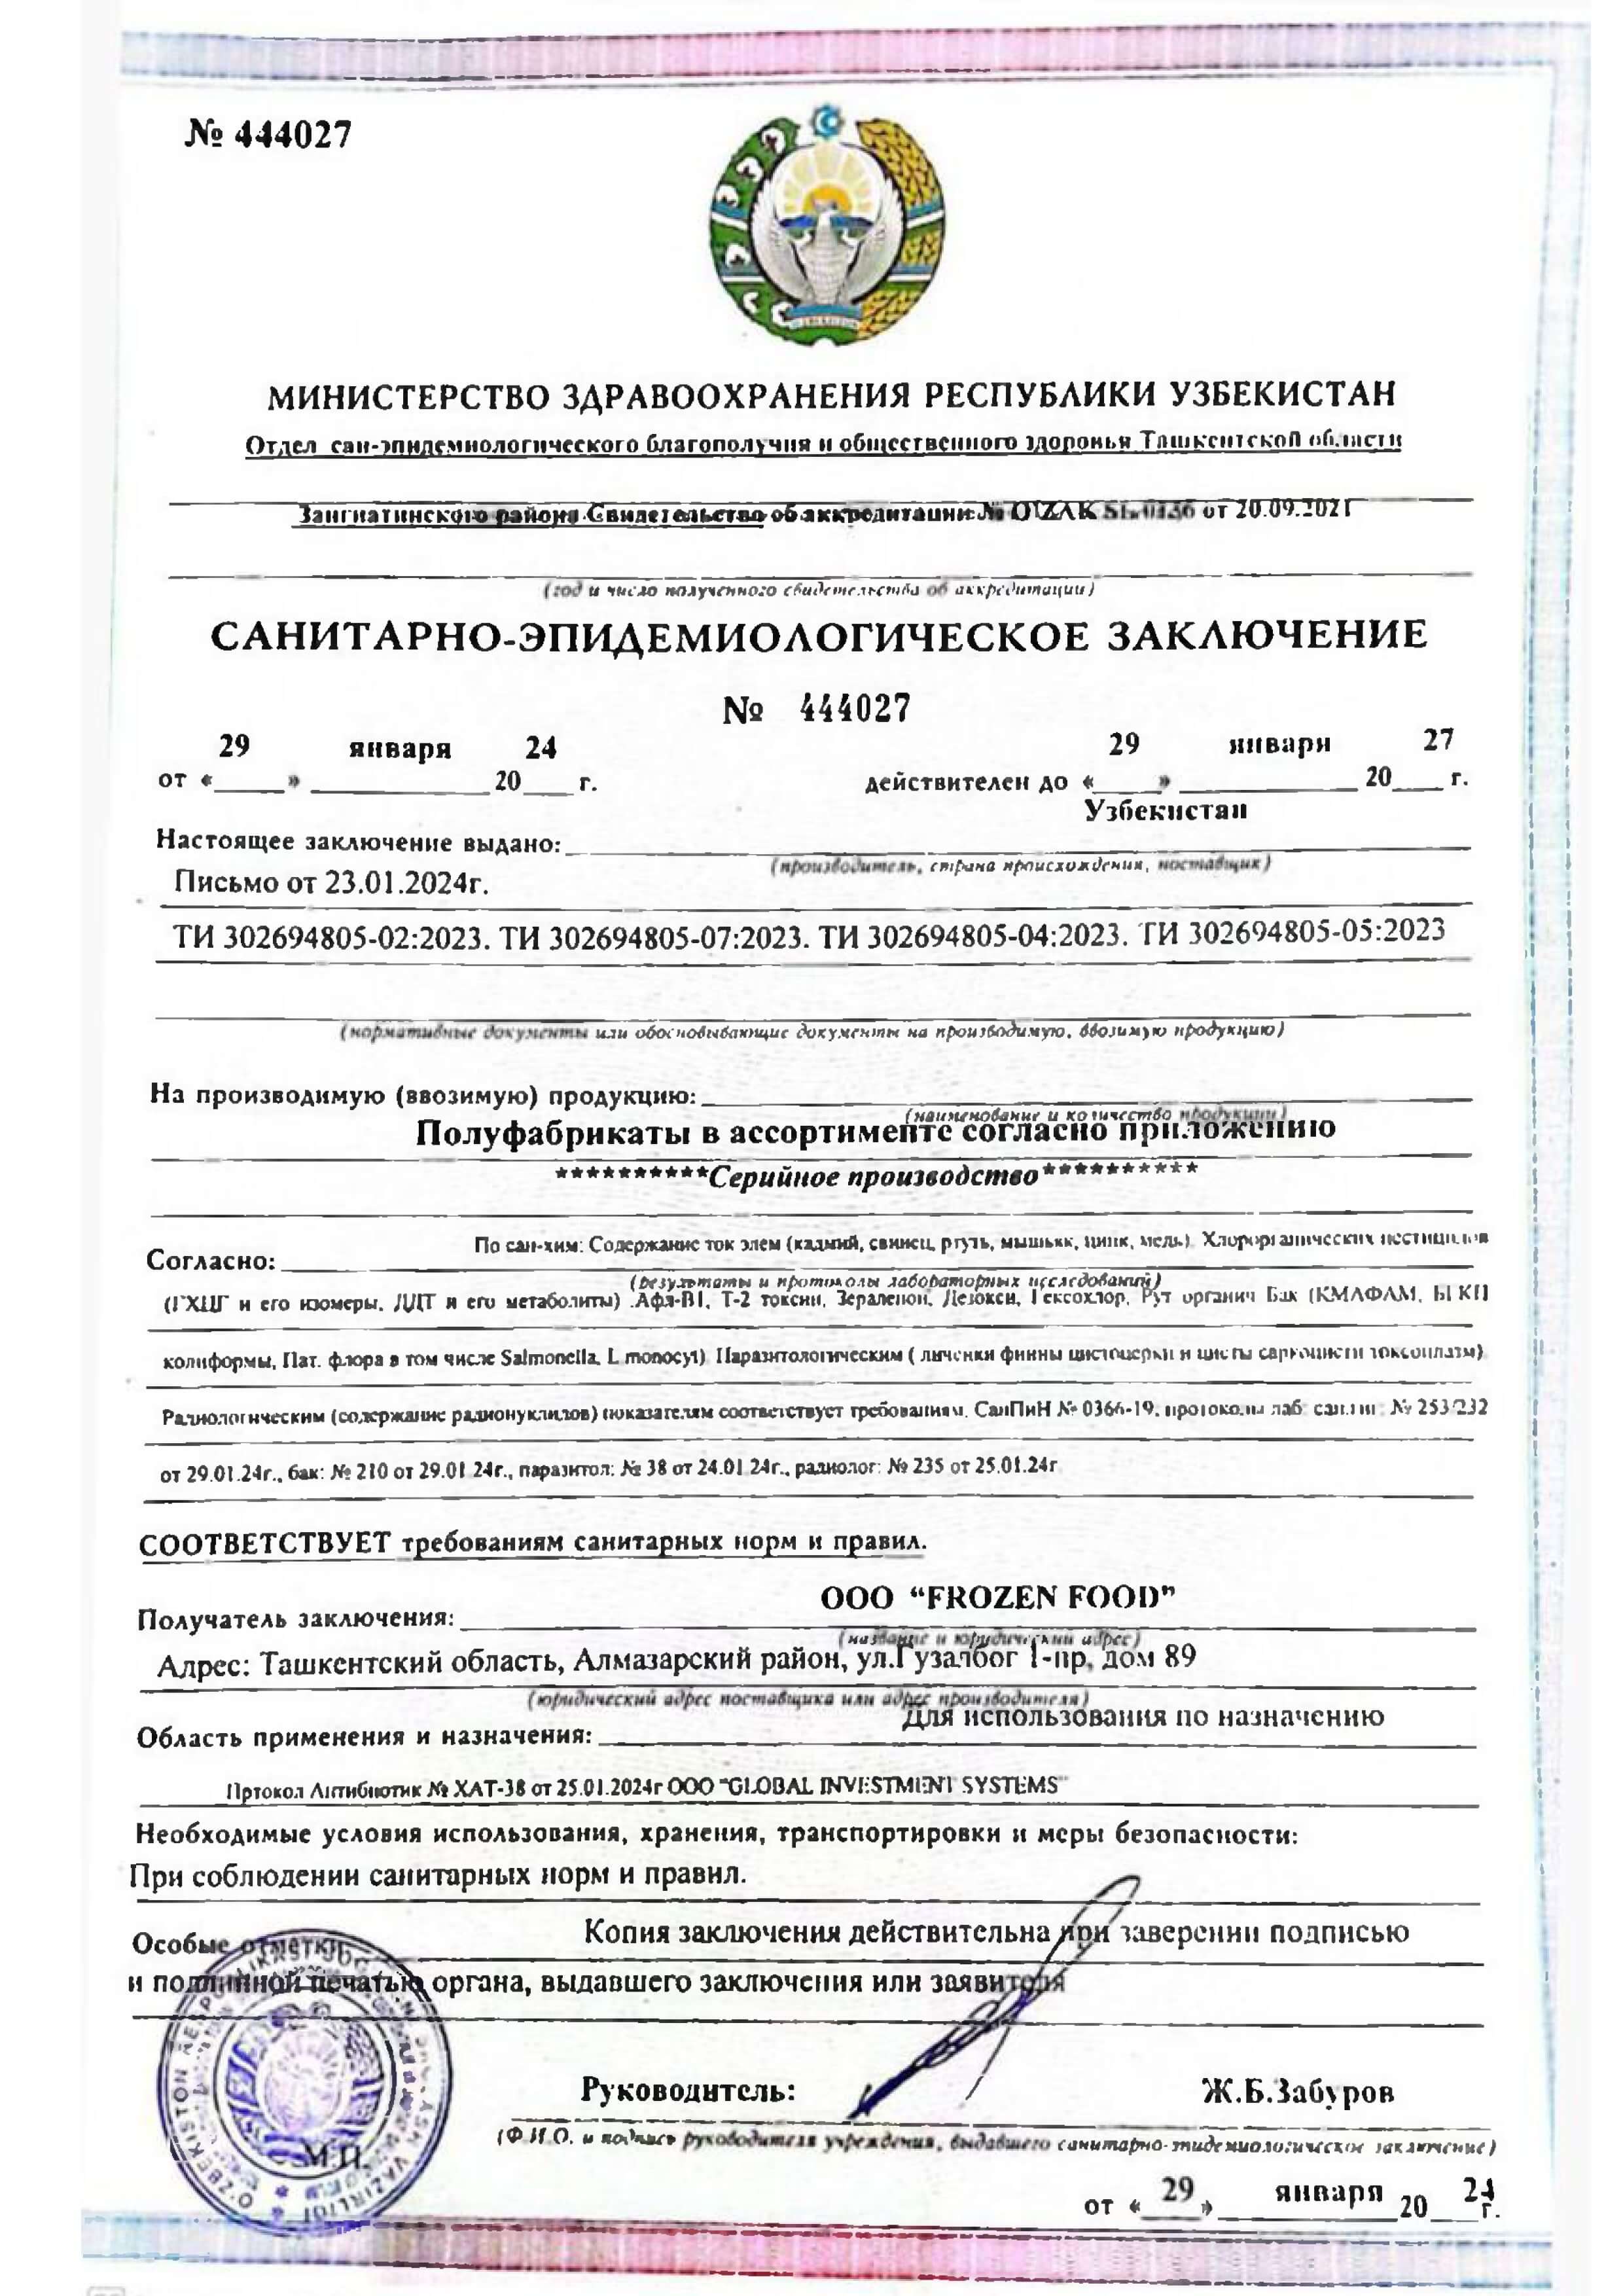 № 444027
МИНИСТЕРСТВО ЗДРАВООХРАНЕНИЯ РЕСПУБЛИКИ УЗБЕКИСТАН
Отдел сан-эпидемиологического благополучия и общественного здоровья Ташкентской области
Зангиатинского района Свидетельство об аккредитации № O'ZAK SL 0136 от 20.09.2021
(год и число полученного свидетельства об аккредитации)
САНИТАРНО-ЭПИДЕМИОЛОГИЧЕСКОЕ ЗАКЛЮЧЕНИЕ
№ 444027
от «29» января 2024 г. действителен до «29» января 2027 г.
Узбекистан
Настоящее заключение выдано:
(производитель, страна происхождения, поставщик)
Письмо от 23.01.2024г.
ТИ 302694805-02:2023. ТИ 302694805-07:2023. ТИ 302694805-04:2023. ТИ 302694805-05:2023
(нормативные документы или обосновывающие документы на производимую, ввозимую продукцию)
На производимую (ввозимую) продукцию:
(наименование и количество продукции)
Полуфабрикаты в ассортименте согласно приложению
**********Серийное производство**********
Согласно: По сан-хим: Содержание ток элем (кадмий, свинец, ртуть, мышьяк, цинк, медь). Хлорорганических пестицидов
(результаты и протоколы лабораторных исследований)
(ГХЦГ и его изомеры, ДДТ и его метаболиты) .Афл-В1, Т-2 токсин, Зераленон, Дезокси, Гексохлор, Рут органич Бак (КМАФАМ, БГКП
колиформы, Пат. флора в том числе Salmonella, L monocyt) Паразитологическим ( личенки финны цистоцерки и цисты саркоцисти токсоплазм)
Радиологическим (содержание радионуклидов) показателям соответствует требованиям. СанПиН № 0366-19, протоколы лаб: сан.гиг: № 253/232
от 29.01.24г., бак: № 210 от 29.01 24г., паразитол: № 38 от 24.01 24г., радиолог: № 235 от 25.01.24г
СООТВЕТСТВУЕТ требованиям санитарных норм и правил.
Получатель заключения: ООО “FROZEN FOOD”
(название и юридический адрес)
Адрес: Ташкентский область, Алмазарский район, ул.Гузалбог 1-пр, дом 89
(юридический адрес поставщика или адрес производителя)
Область применения и назначения: Для использования по назначению
Пртокол Антибиотик № ХАТ-38 от 25.01.2024г ООО "GLOBAL INVESTMENT SYSTEMS"
Необходимые условия использования, хранения, транспортировки и меры безопасности:
При соблюдении санитарных норм и правил.
Особые отметки: Копия заключения действительна при заверении подписью
и подлинной печатью органа, выдавшего заключения или заявителя
Руководитель: Ж.Б.Забуров
(Ф.И.О. и подпись руководителя учреждения, выдавшего санитарно-эпидемиологическое заключение)
М.П.
от «29» января 2024 г.